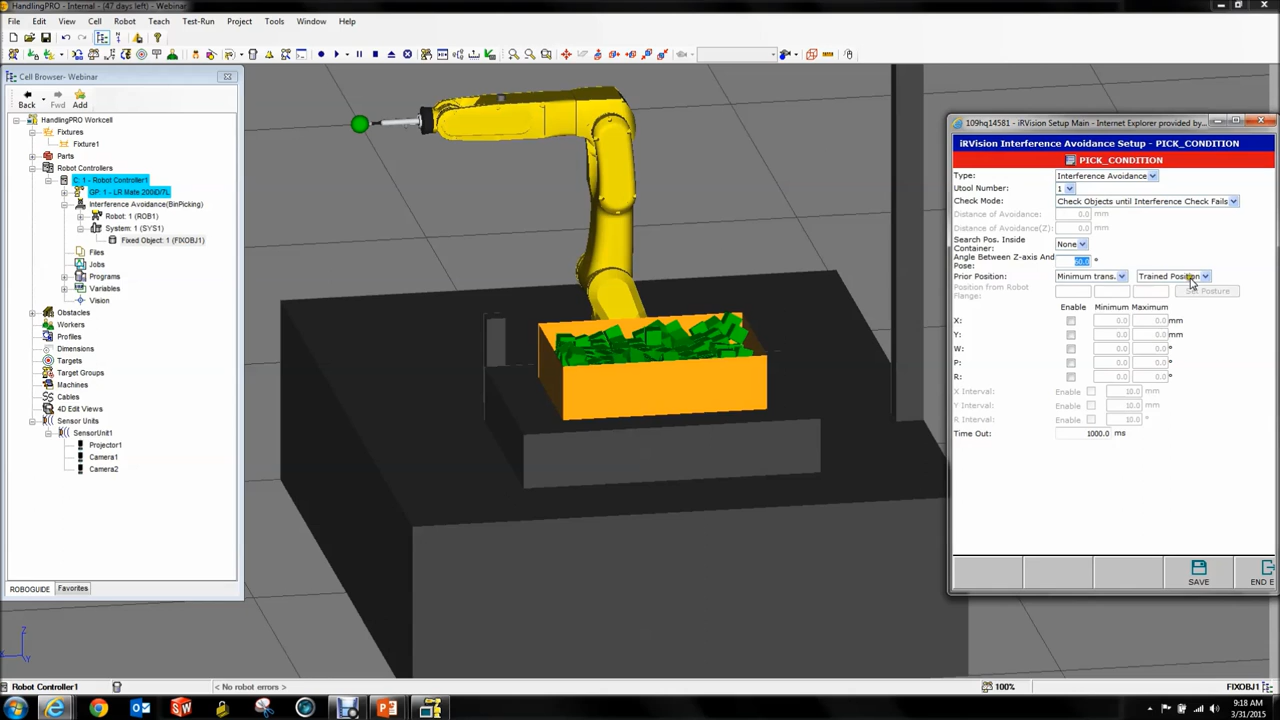 HandlingPRO - Internal - (47 days left) - Webinar
File Edit View Cell Robot Teach Test-Run Project Tools Window Help
Cell Browser- Webinar
Back Fwd Add
HandlingPRO Workcell
Fixtures
Fixture1
Parts
Robot Controllers
C: 1 - Robot Controller1
GP: 1 - LR Mate 200iD/7L
Interference Avoidance(BinPicking)
Robot: 1 (ROB1)
System: 1 (SYS1)
Fixed Object: 1 (FIXOBJ1)
Files
Jobs
Programs
Variables
Vision
Obstacles
Workers
Profiles
Dimensions
Targets
Target Groups
Machines
Cables
4D Edit Views
Sensor Units
SensorUnit1
Projector1
Camera1
Camera2
ROBOGUIDE Favorites
109hq14581 - iRVision Setup Main - Internet Explorer provided by...
iRVision Interference Avoidance Setup - PICK_CONDITION
PICK_CONDITION
Type: Interference Avoidance
Utool Number: 1
Check Mode: Check Objects until Interference Check Fails
Distance of Avoidance: 0.0 mm
Distance of Avoidance(Z): 0.0 mm
Search Pos. Inside
Container: None
Angle Between Z-axis And
Pose: °
Prior Position: Minimum trans. Trained Position
Position from Robot
Flange: Posture
Enable Minimum Maximum
X: 0.0 0.0 mm
Y: 0.0 0.0 mm
W: 0.0 0.0 °
P: 0.0 0.0 °
R: 0.0 0.0 °
X Interval: Enable 10.0 mm
Y Interval: Enable 10.0 mm
R Interval: Enable 10.0 °
Time Out: 1000.0 ms
SAVE END E
Z
Y
Robot Controller1 < No robot errors > 100% FIXOBJ1
9:18 AM
3/31/2015